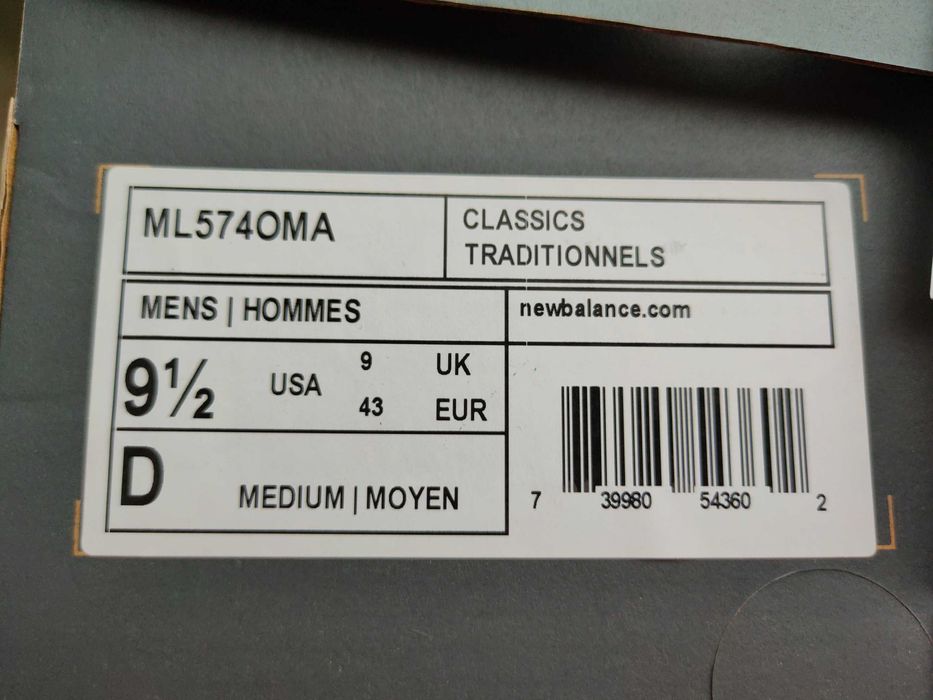 ML574OMA
CLASSICS
TRADITIONNELS
MENS | HOMMES
newbalance.com
9½ USA 9 UK
43 EUR
D MEDIUM | MOYEN
7 39980 54360 2